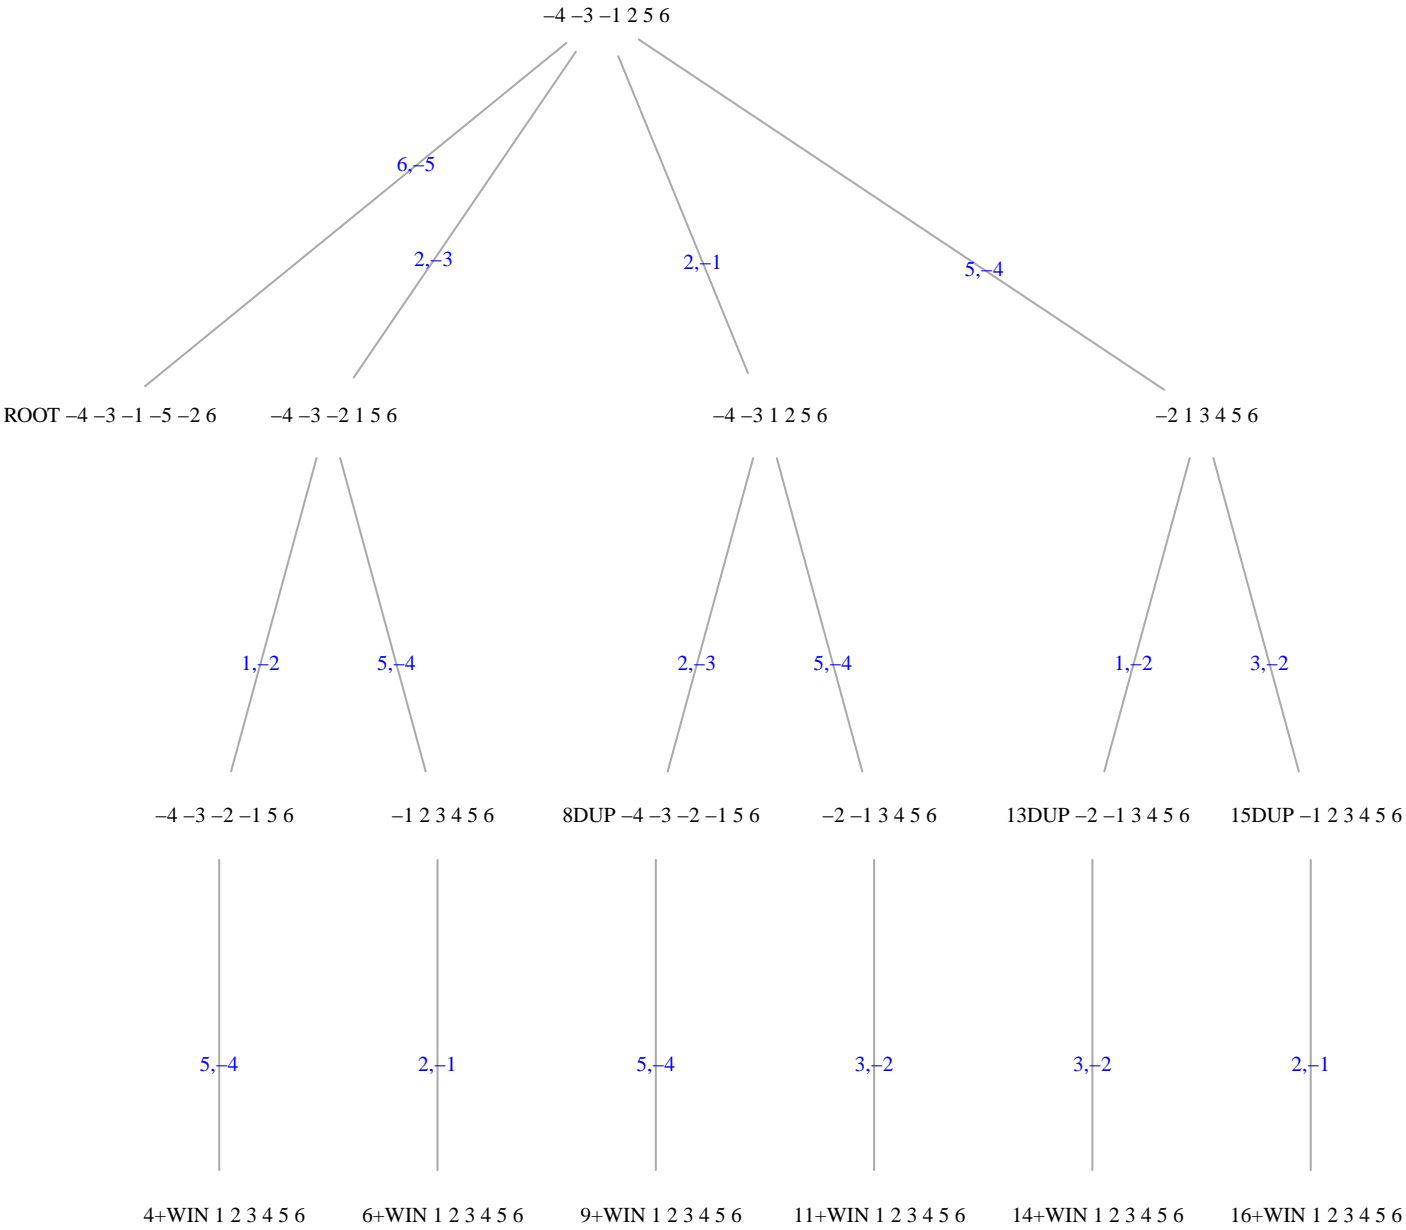 –4 –3 –1 2 5 6
6,–5
2,–3
2,–1
5,–4
ROOT –4 –3 –1 –5 –2 6
–4 –3 –2 1 5 6
–4 –3 1 2 5 6
–2 1 3 4 5 6
1,–2
5,–4
2,–3
5,–4
1,–2
3,–2
–4 –3 –2 –1 5 6
–1 2 3 4 5 6
8DUP –4 –3 –2 –1 5 6
–2 –1 3 4 5 6
13DUP –2 –1 3 4 5 6
15DUP –1 2 3 4 5 6
5,–4
2,–1
5,–4
3,–2
3,–2
2,–1
4+WIN 1 2 3 4 5 6
6+WIN 1 2 3 4 5 6
9+WIN 1 2 3 4 5 6
11+WIN 1 2 3 4 5 6
14+WIN 1 2 3 4 5 6
16+WIN 1 2 3 4 5 6